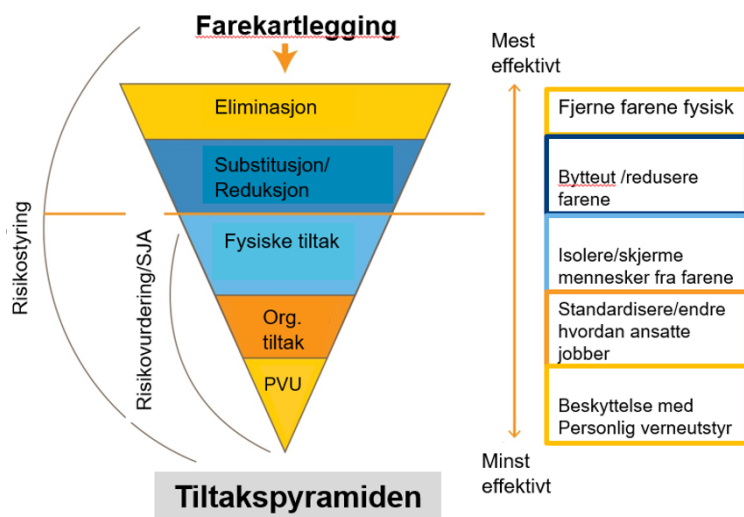 Farekartlegging
Mest
effektivt
Eliminasjon
Substitusjon/
Reduksjon
Fysiske tiltak
Org.
tiltak
PVU
Risikostyring
Risikovurdering/SJA
Fjerne farene fysisk
Bytteut /redusere
farene
Isolere/skjerme
mennesker fra farene
Standardisere/endre
hvordan ansatte
jobber
Beskyttelse med
Personlig verneutstyr
Minst
effektivt
Tiltakspyramiden